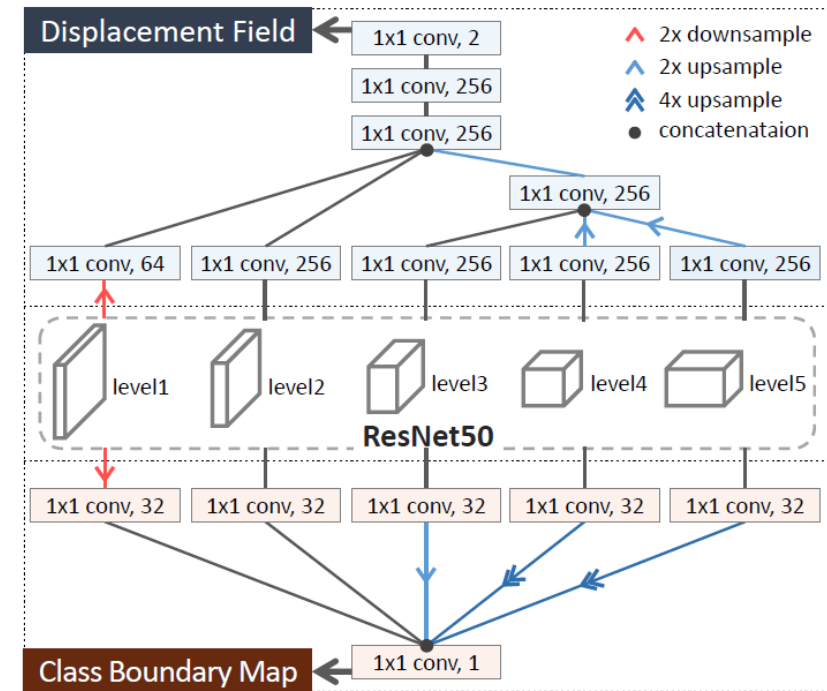 Displacement Field
1x1 conv, 2
2x downsample
2x upsample
1x1 conv, 256
4x upsample
1x1 conv, 256
concatenataion
1x1 conv, 256
1x1 conv, 64
1x1 conv, 256
1x1 conv, 256
1x1 conv, 256
1x1 conv, 256
level1
level2
level3
level4
level5
ResNet50
1x1 conv, 32
1x1 conv, 32
1x1 conv, 32
1x1 conv, 32
1x1 conv, 32
1x1 conv, 1
Class Boundary Map